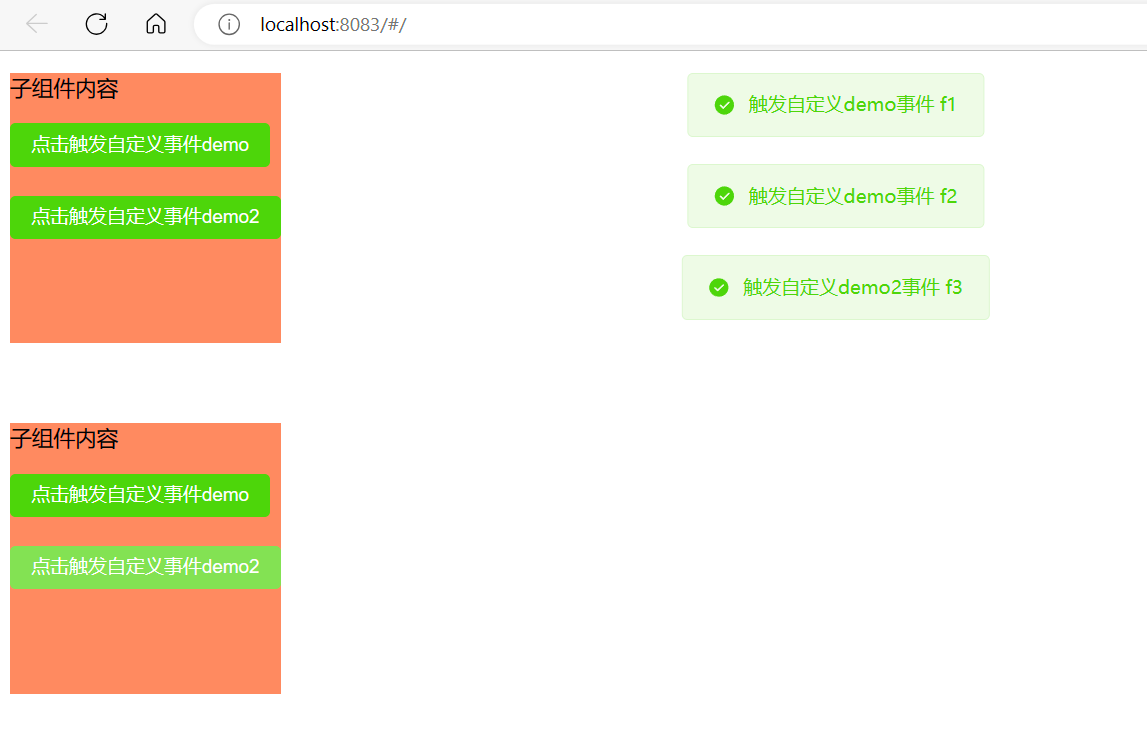 localhost:8083/#/
子组件内容
点击触发自定义事件demo
点击触发自定义事件demo2
触发自定义demo事件 f1
触发自定义demo事件 f2
触发自定义demo2事件 f3
子组件内容
点击触发自定义事件demo
点击触发自定义事件demo2